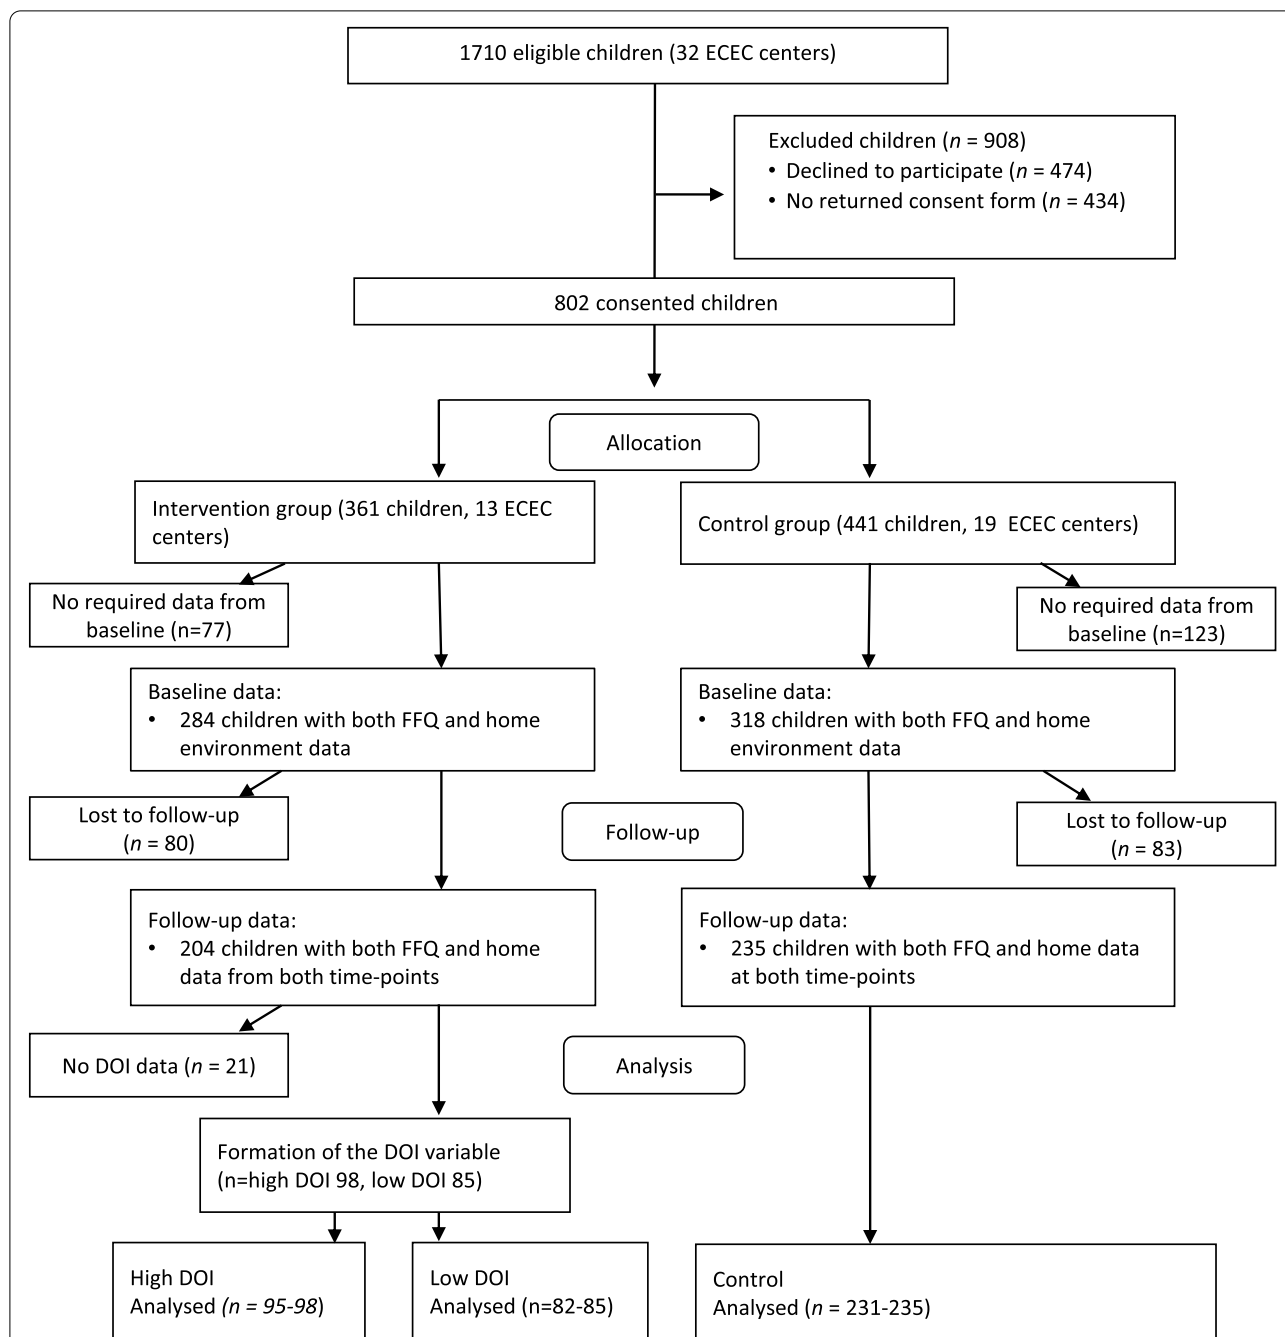 1710 eligible children (32 ECEC centers)
Excluded children (n = 908)
• Declined to participate (n = 474)
• No returned consent form (n = 434)
802 consented children
Allocation
Intervention group (361 children, 13 ECEC
centers)
Control group (441 children, 19 ECEC centers)
No required data from
baseline (n=77)
No required data from
baseline (n=123)
Baseline data:
• 284 children with both FFQ and home
environment data
Baseline data:
• 318 children with both FFQ and home
environment data
Lost to follow-up
(n = 80)
Follow-up
Lost to follow-up
(n = 83)
Follow-up data:
• 204 children with both FFQ and home
data from both time-points
Follow-up data:
• 235 children with both FFQ and home data
at both time-points
No DOI data (n = 21)
Analysis
Formation of the DOI variable
(n=high DOI 98, low DOI 85)
High DOI
Analysed (n = 95-98)
Low DOI
Analysed (n=82-85)
Control
Analysed (n = 231-235)